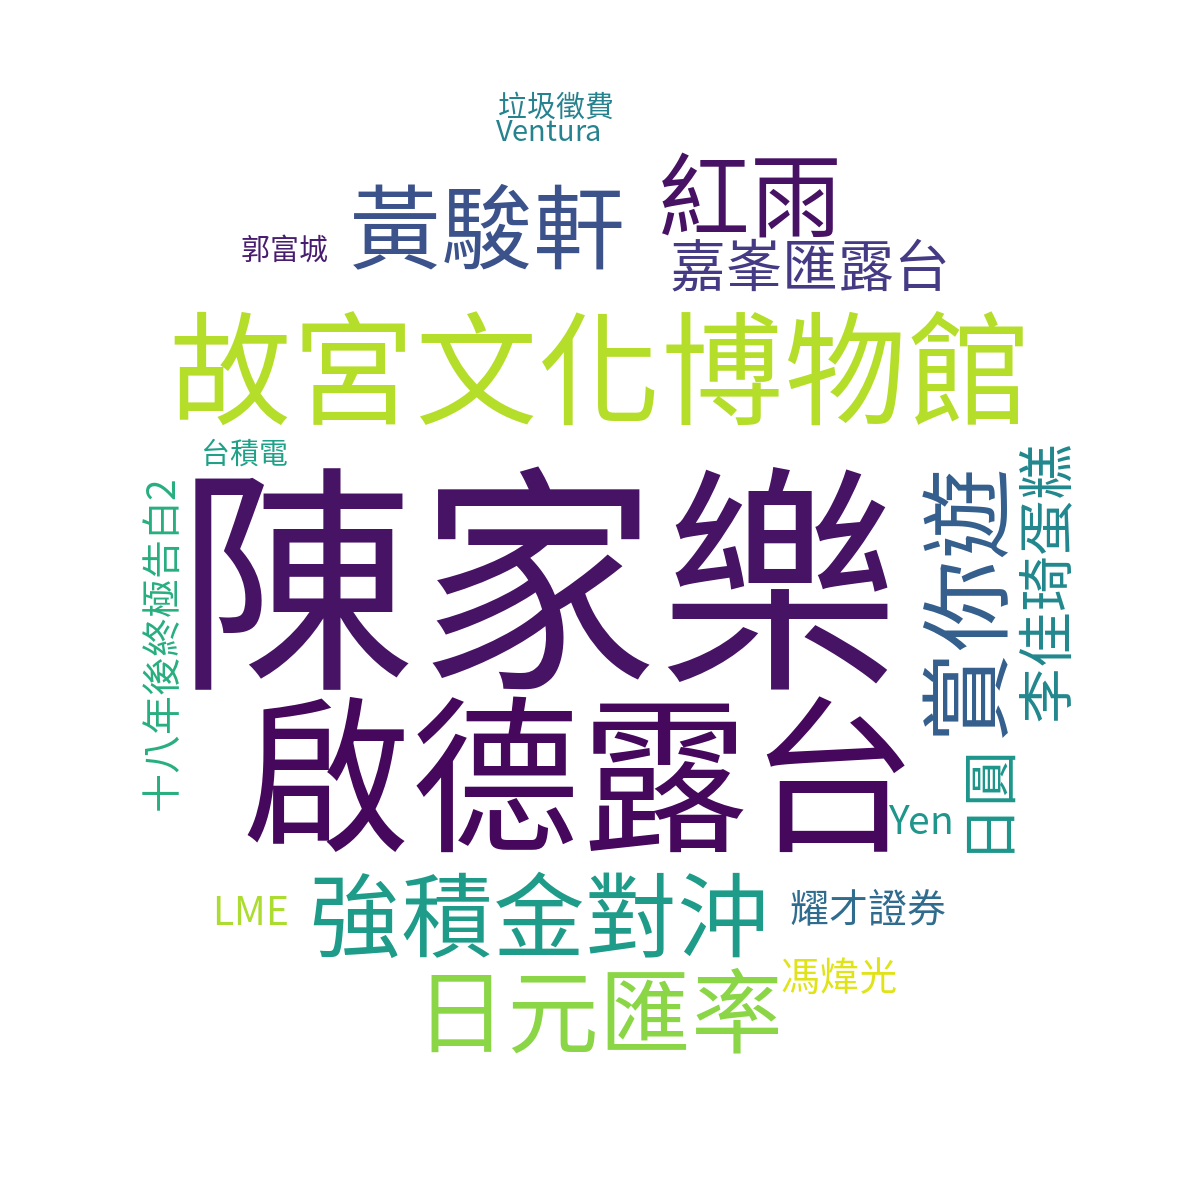 垃圾徵費
Ventura
紅雨
黃駿軒
郭富城
嘉峯匯露台
故宮文化博物館
台積電
陳家樂
賞你遊
李佳琦蛋糕
十八年後終極告白2
啟德露台
日圓
Yen
強積金對沖
LME
耀才證券
馮煒光
日元匯率